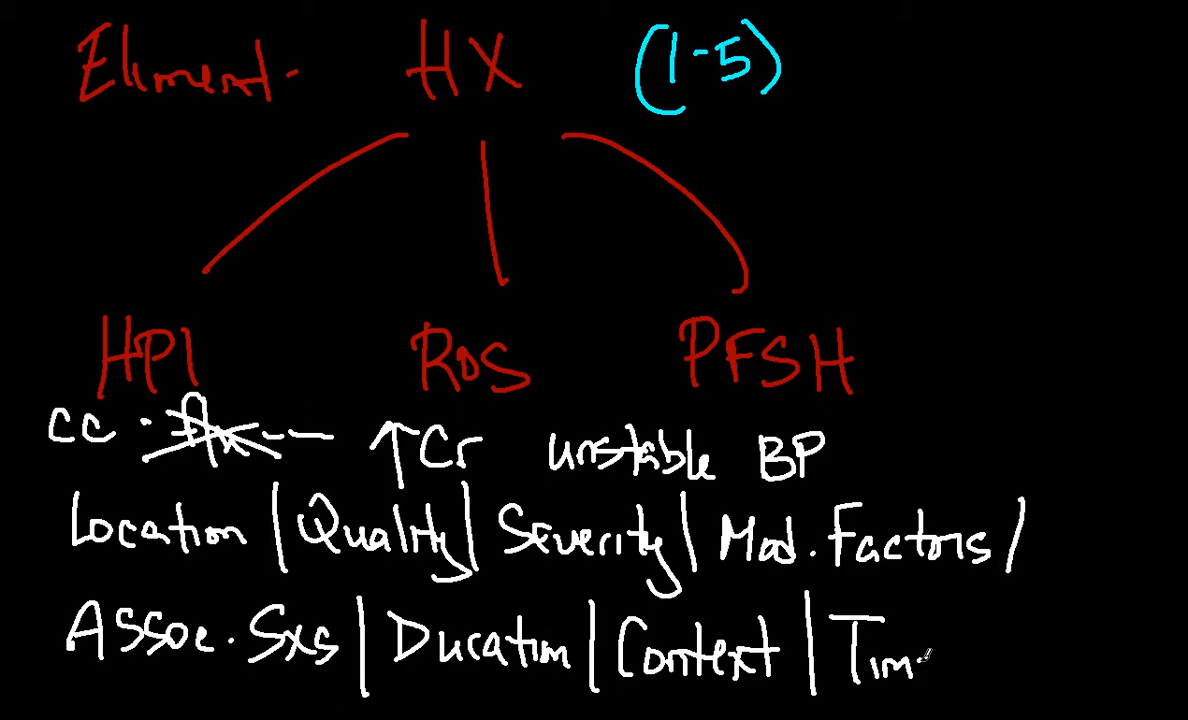 Element. HX (1-5)
HPI ROS PFSH
cc. ↑Cr unstable BP
Location | Quality | Severity | Mod. Factors |
Assoc. Sxs | Duration | Context | Tim